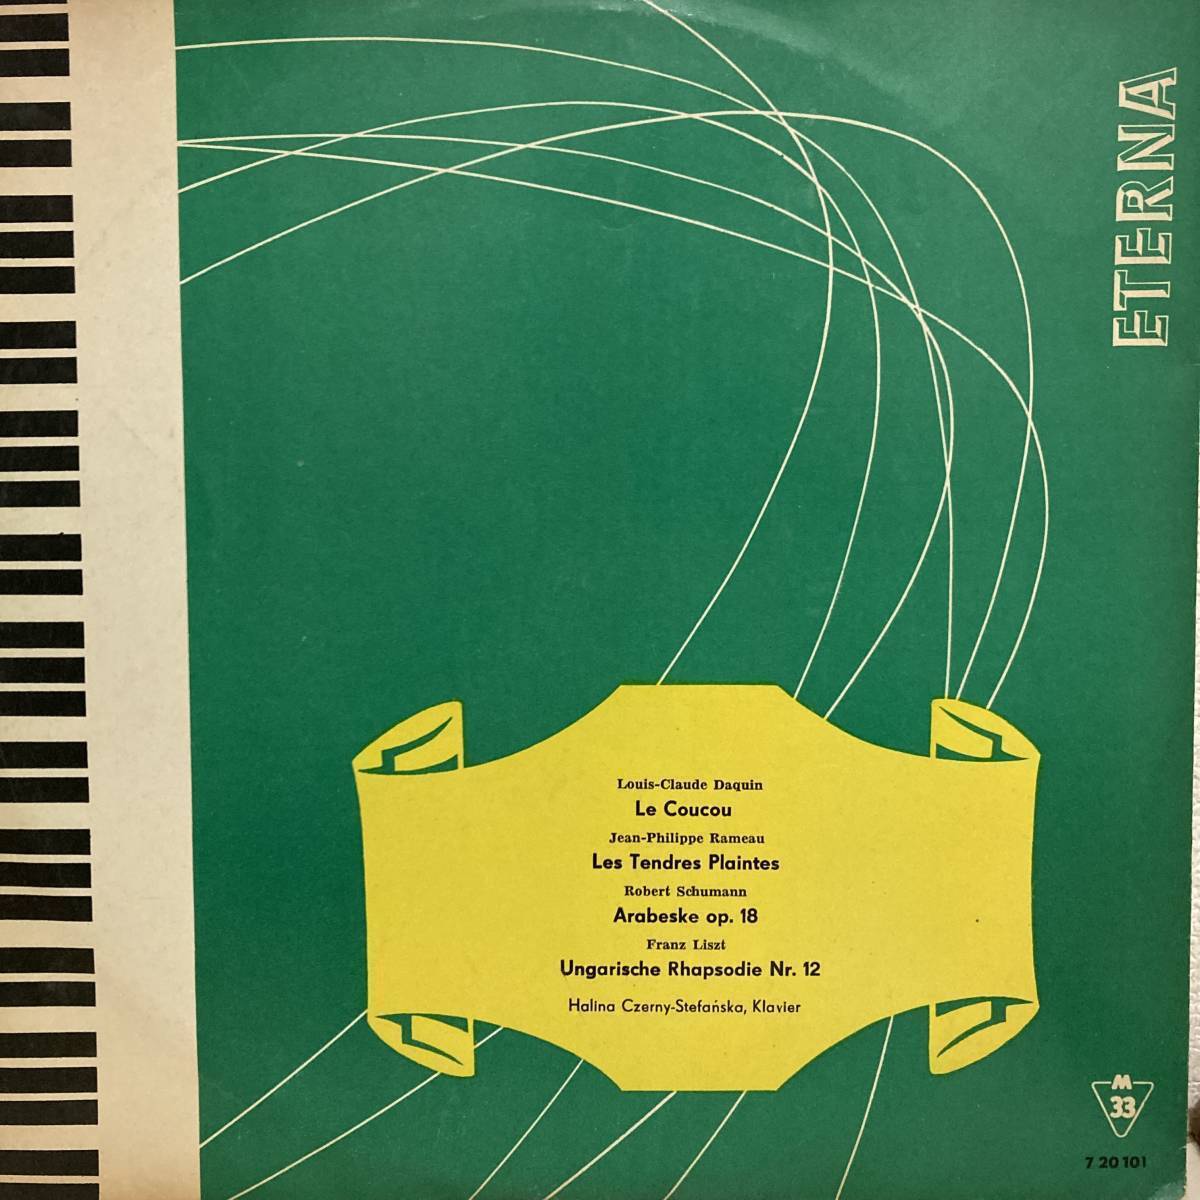 ETERNA
Louis-Claude Daquin
Le Coucou
Jean-Philippe Rameau
Les Tendres Plaintes
Robert Schumann
Arabeske op. 18
Franz Liszt
Ungarische Rhapsodie Nr. 12
Halina Czerny-Stefańska, Klavier
M
33
7 20 101